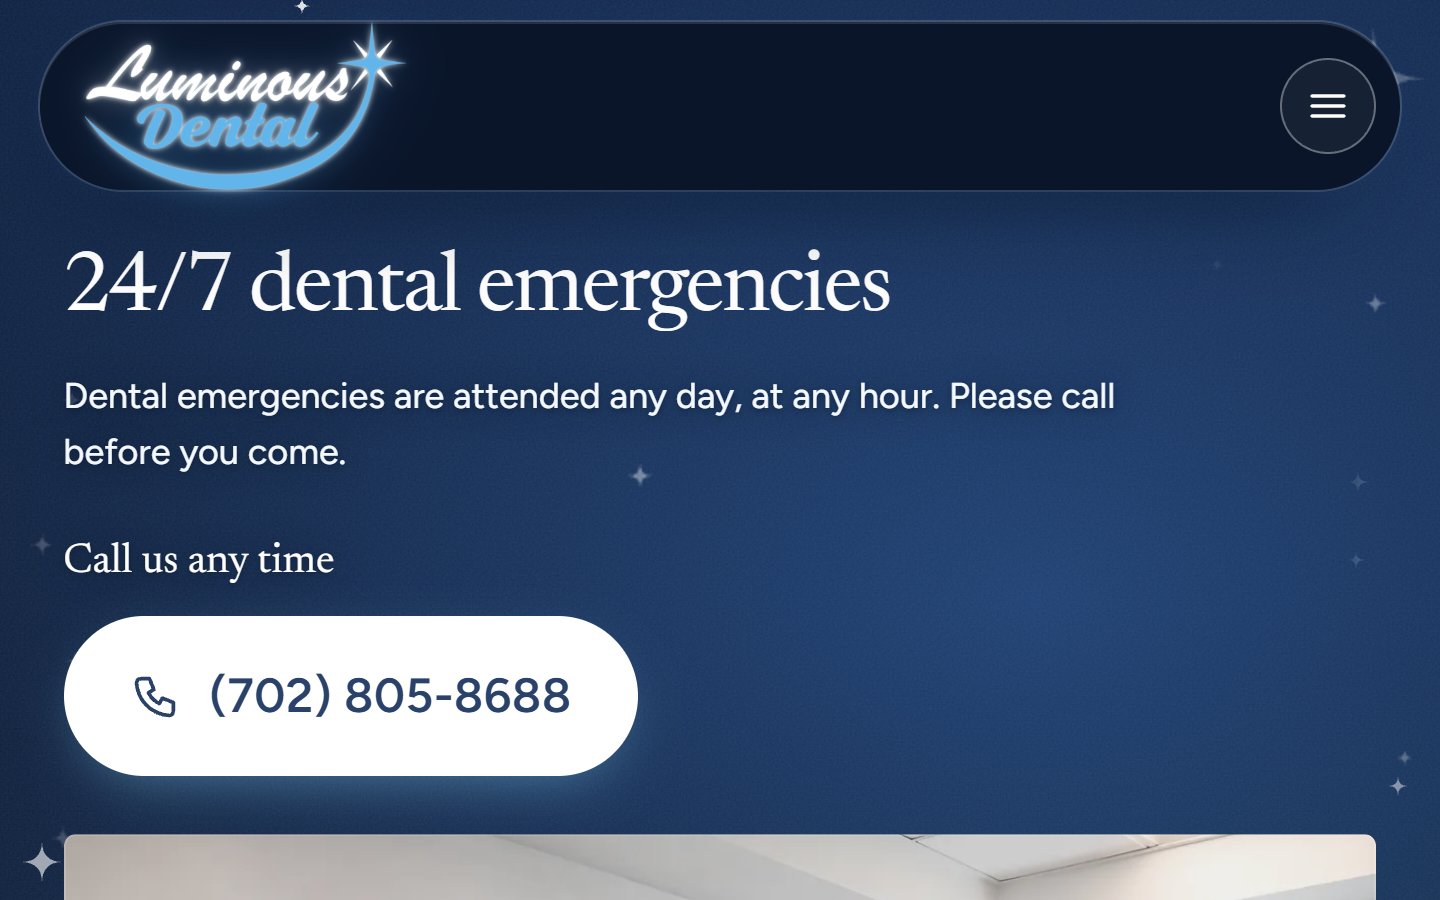 Luminous
Dental
24/7 dental emergencies
Dental emergencies are attended any day, at any hour. Please call
before you come.
Call us any time
(702) 805-8688